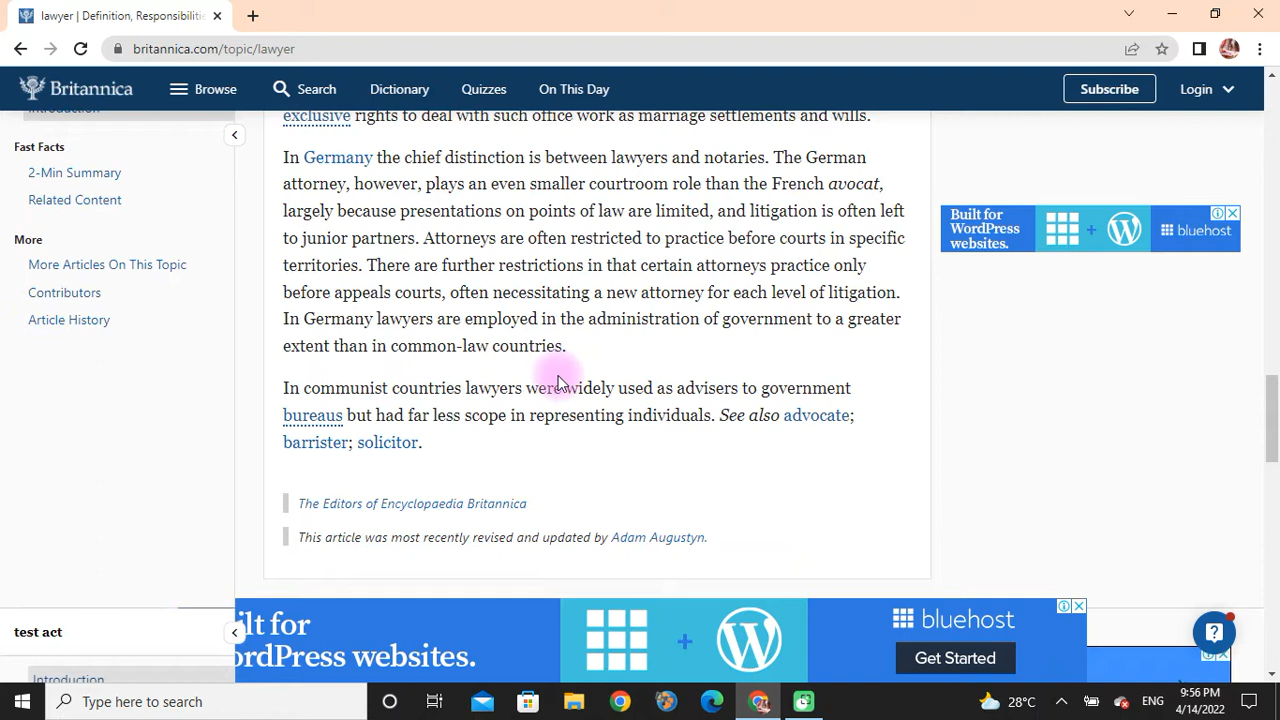 lawyer | Definition, Responsibilitie
britannica.com/topic/lawyer
Britannica
Browse
Search
Dictionary
Quizzes
On This Day
Subscribe
Login
Introduction
Fast Facts
2-Min Summary
Related Content
More
More Articles On This Topic
Contributors
Article History
exclusive rights to deal with such office work as marriage settlements and wills.
In Germany the chief distinction is between lawyers and notaries. The German
attorney, however, plays an even smaller courtroom role than the French avocat,
largely because presentations on points of law are limited, and litigation is often left
to junior partners. Attorneys are often restricted to practice before courts in specific
territories. There are further restrictions in that certain attorneys practice only
before appeals courts, often necessitating a new attorney for each level of litigation.
In Germany lawyers are employed in the administration of government to a greater
extent than in common-law countries.
In communist countries lawyers were widely used as advisers to government
bureaus but had far less scope in representing individuals. See also advocate;
barrister; solicitor.
The Editors of Encyclopaedia Britannica
This article was most recently revised and updated by Adam Augustyn.
Built for
WordPress
websites.
+
bluehost
test act
Introduction
ilt for
ordPress websites.
+
bluehost
Get Started
Type here to search
28°C
ENG
9:56 PM
4/14/2022